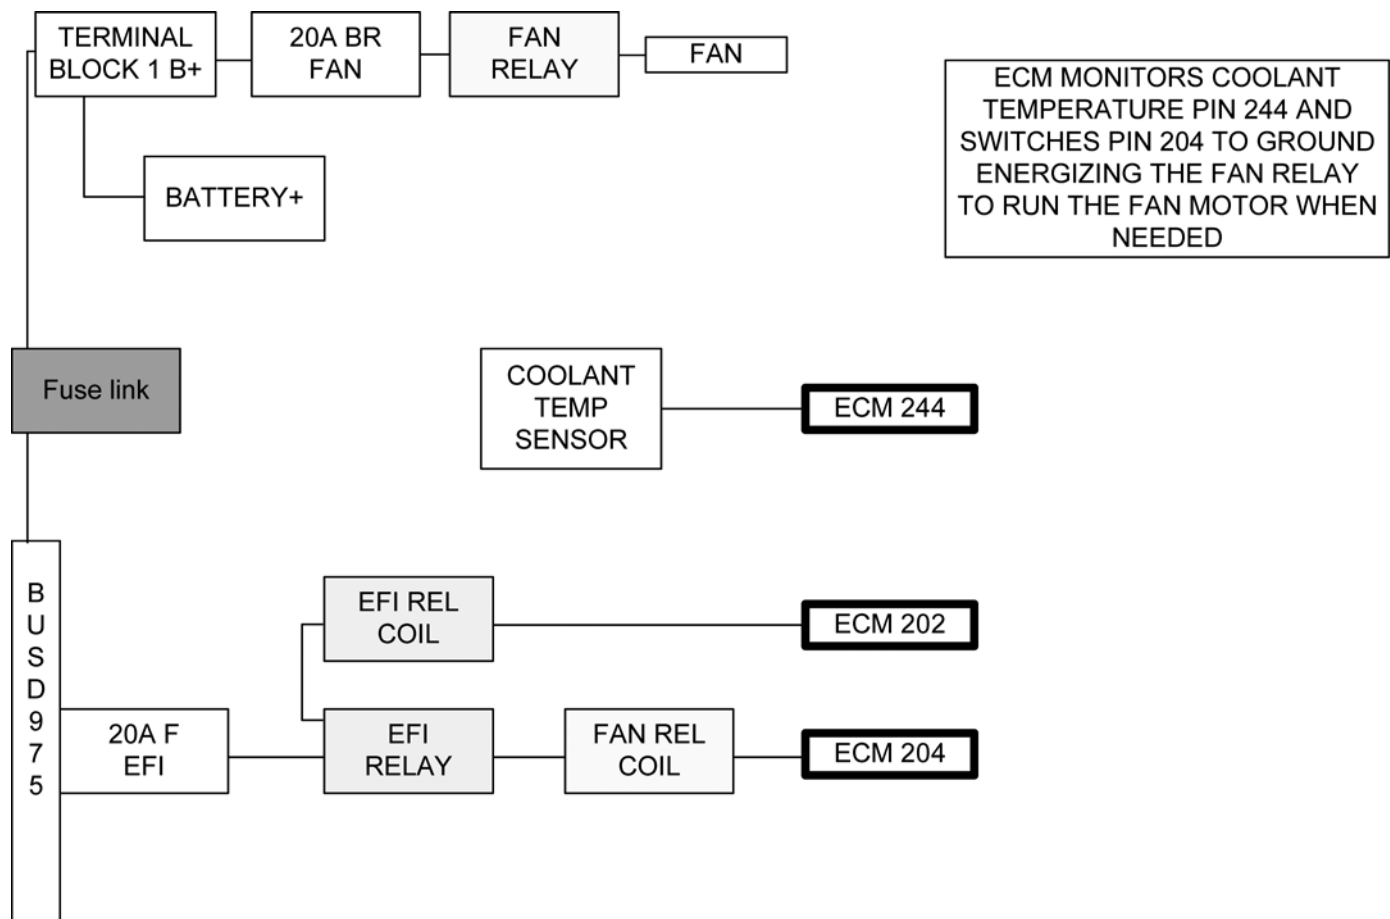 TERMINAL
BLOCK 1 B+
20A BR
FAN
FAN
RELAY
FAN
ECM MONITORS COOLANT
TEMPERATURE PIN 244 AND
SWITCHES PIN 204 TO GROUND
ENERGIZING THE FAN RELAY
TO RUN THE FAN MOTOR WHEN
NEEDED
BATTERY+
Fuse link
COOLANT
TEMP
SENSOR
ECM 244
B
U
S
D
9
7
5
EFI REL
COIL
ECM 202
20A F
EFI
EFI
RELAY
FAN REL
COIL
ECM 204